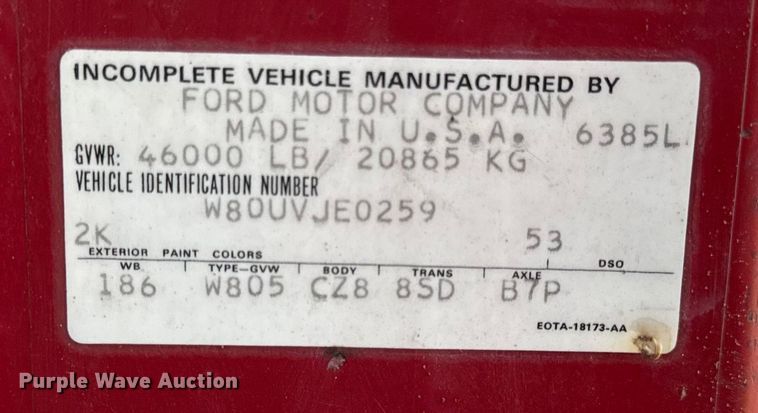 INCOMPLETE VEHICLE MANUFACTURED BY
FORD MOTOR COMPANY
MADE IN U.S.A. 6385L
GVWR: 46000 LB/ 20865 KG
VEHICLE IDENTIFICATION NUMBER
W80UVJE0259
2K 53
EXTERIOR PAINT COLORS DSO
WB TYPE-GVW BODY TRANS AXLE
186 W805 CZ8 8SD B7P
EOTA-18173-AA
Purple Wave Auction